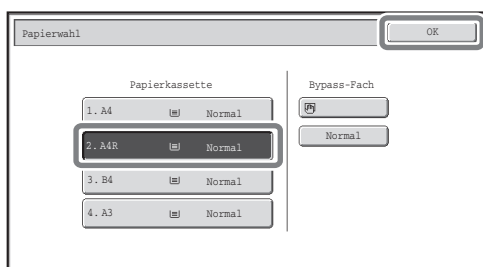 Papierwahl
OK
Papierkassette
Bypass-Fach
1. A4 Normal
2. A4R Normal
Normal
3. B4 Normal
4. A3 Normal